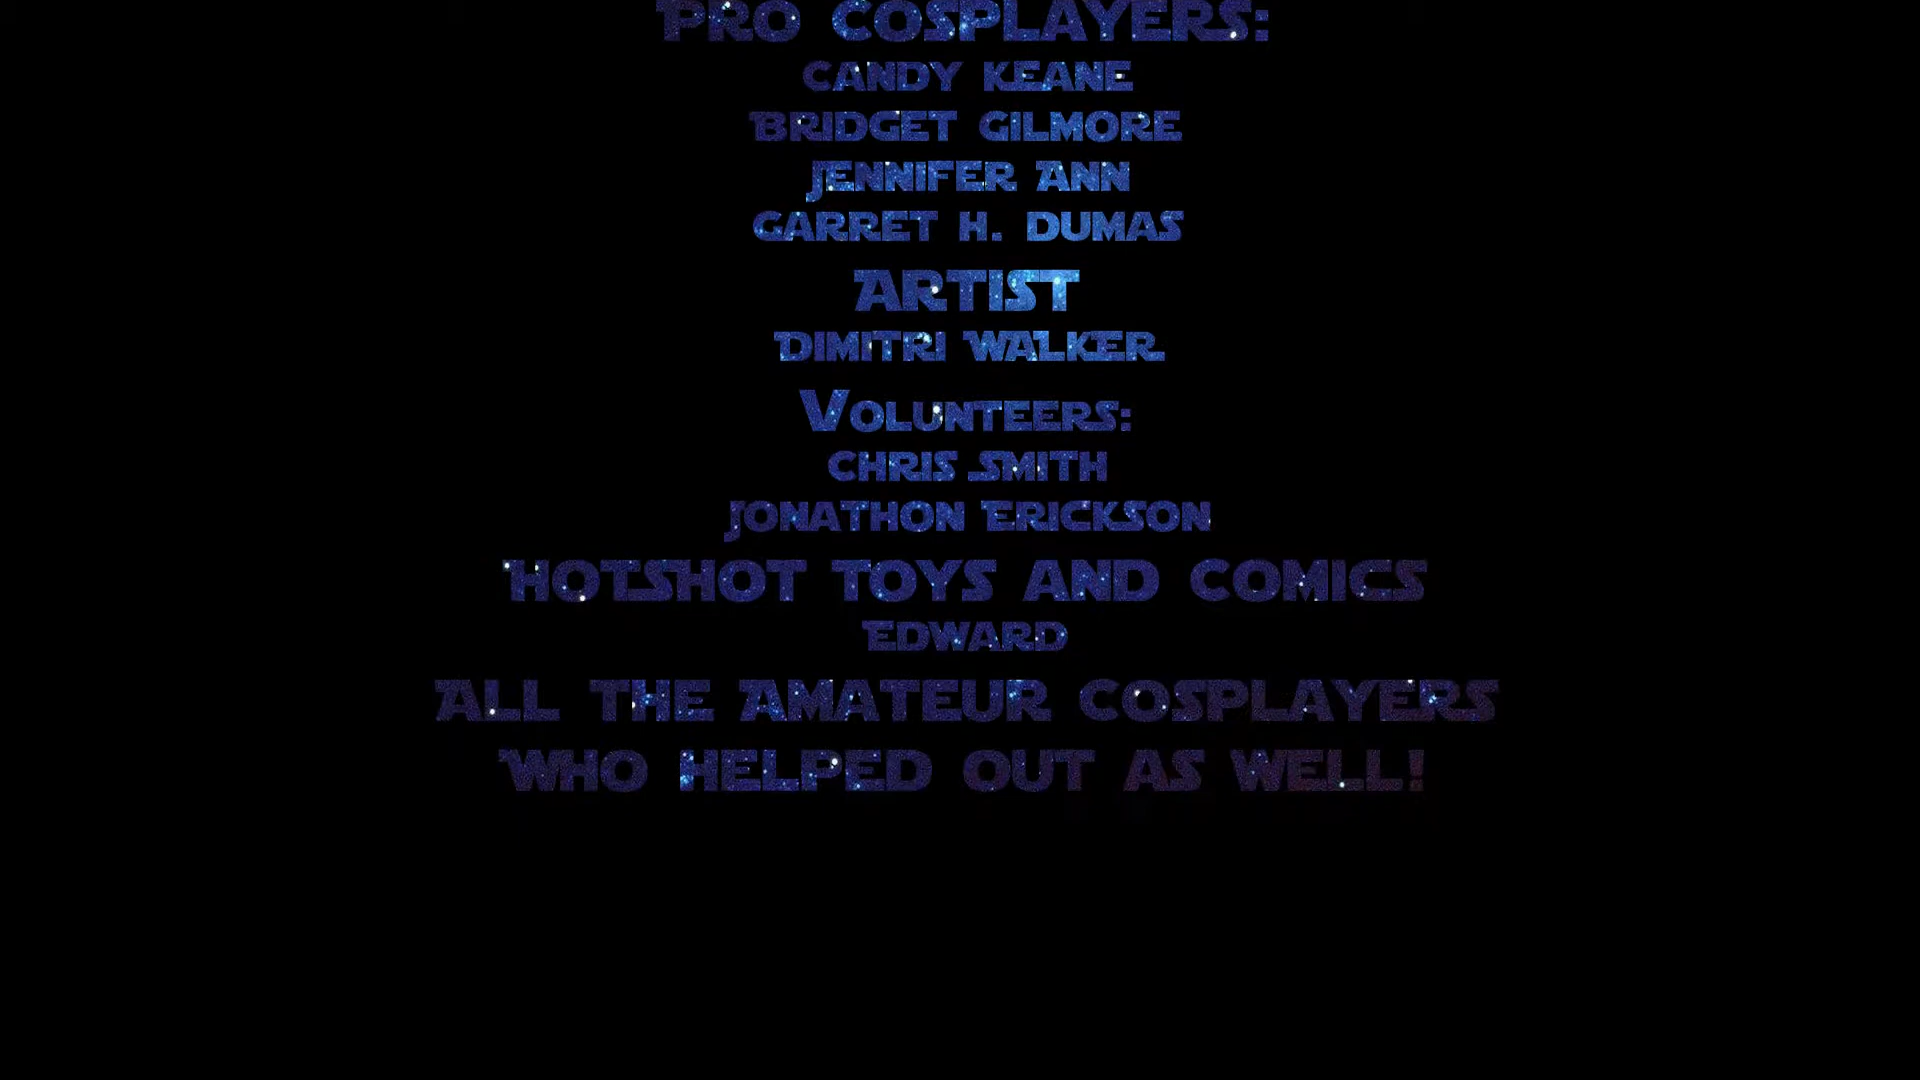 Pro Cosplayers:
Candy Keane
Bridget Gilmore
Jennifer Ann
Garret H. Dumas
Artist
Dimitri Walker
Volunteers:
Chris Smith
Jonathon Erickson
Hotshot Toys and Comics
Edward
All the Amateur Cosplayers
Who helped out as well!